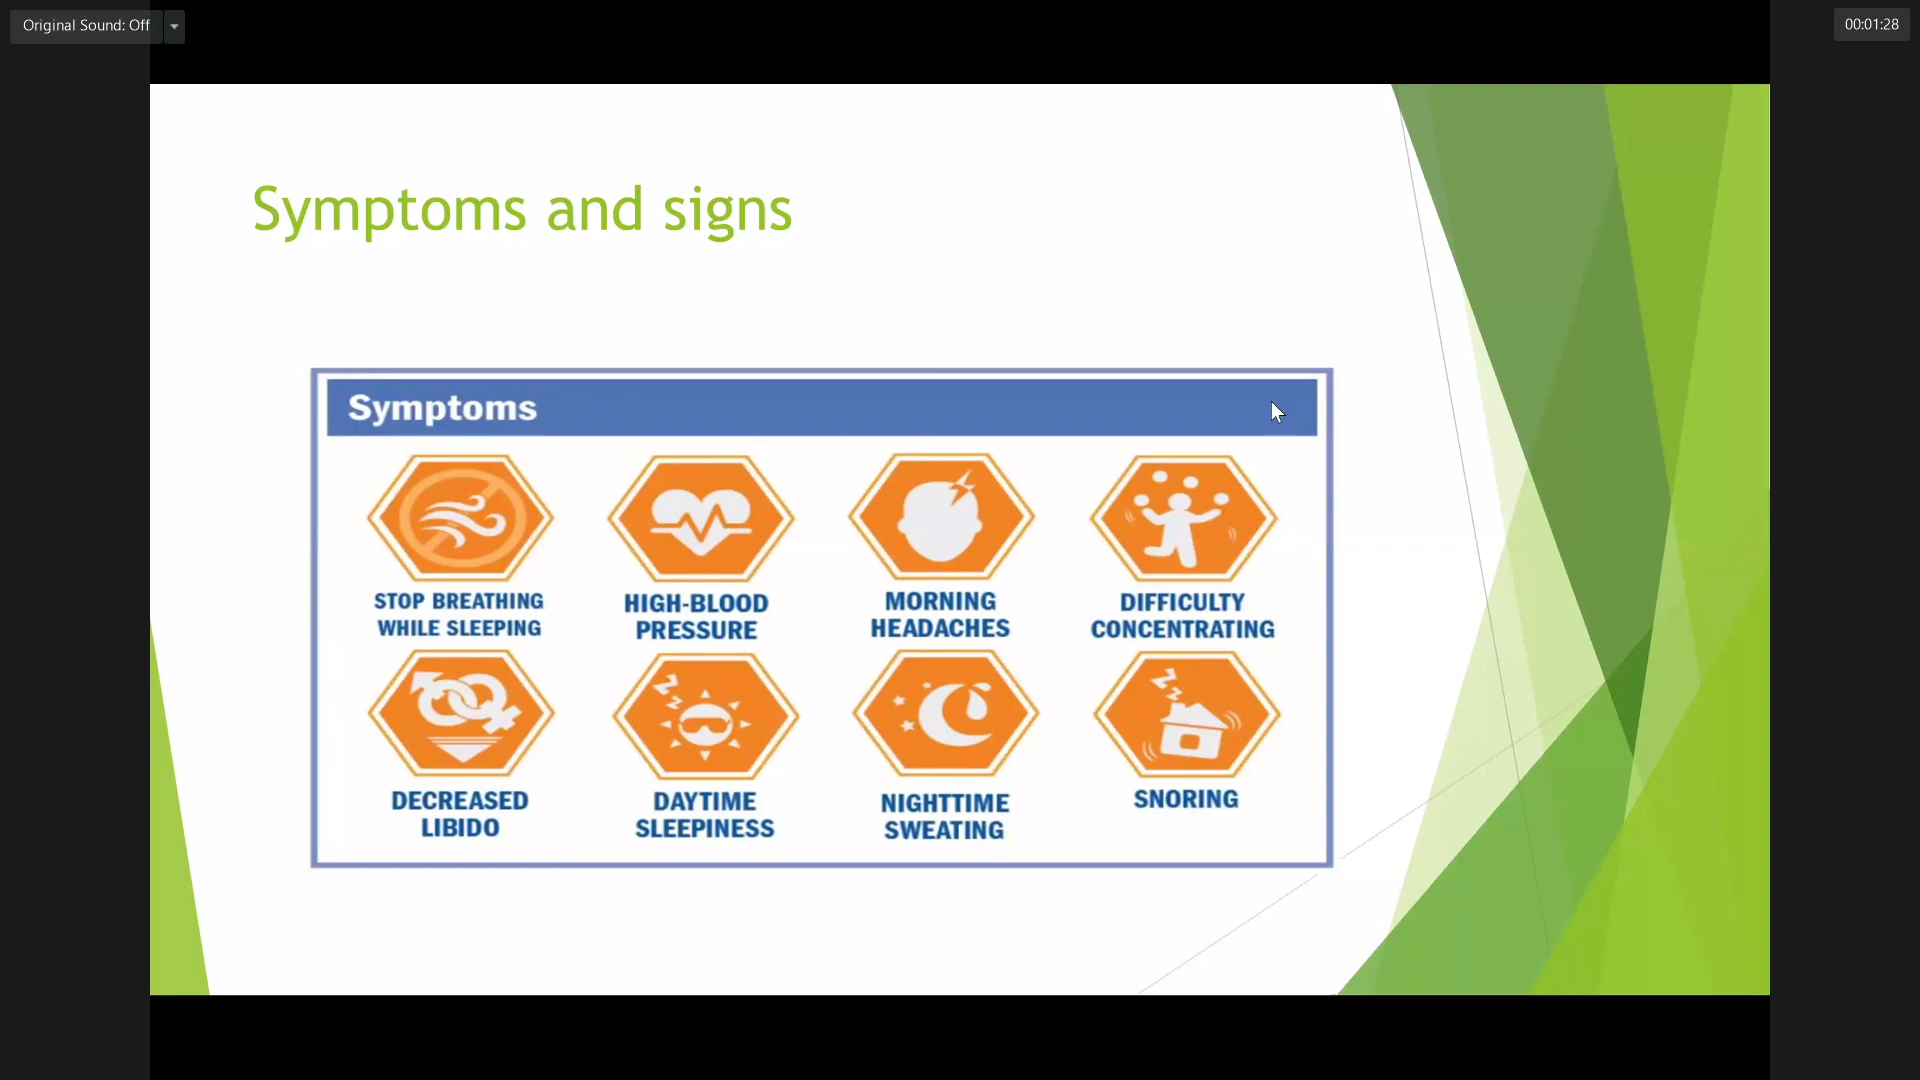 Original Sound: Off
00:01:28
Symptoms and signs
Symptoms
STOP BREATHING
WHILE SLEEPING
HIGH-BLOOD
PRESSURE
MORNING
HEADACHES
DIFFICULTY
CONCENTRATING
DECREASED
LIBIDO
Z
Z
DAYTIME
SLEEPINESS
NIGHTTIME
SWEATING
Z
Z
SNORING